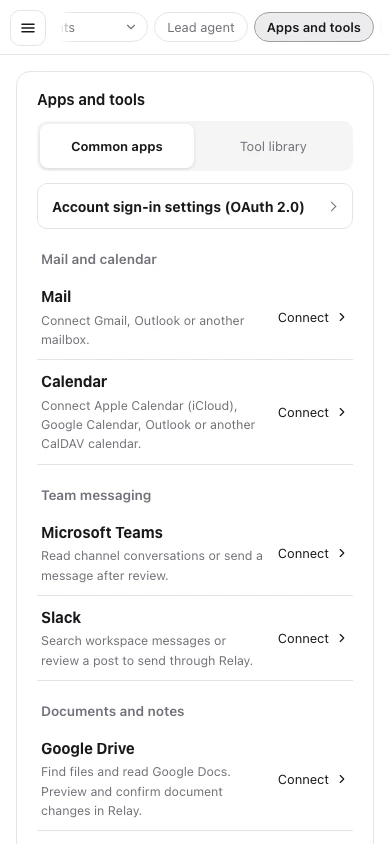 Lead agent
Apps and tools
Apps and tools
Common apps
Tool library
Account sign-in settings (OAuth 2.0)
Mail and calendar
Mail
Connect Gmail, Outlook or another
mailbox.
Connect
Calendar
Connect Apple Calendar (iCloud),
Google Calendar, Outlook or another
CalDAV calendar.
Connect
Team messaging
Microsoft Teams
Read channel conversations or send a
message after review.
Connect
Slack
Search workspace messages or
review a post to send through Relay.
Connect
Documents and notes
Google Drive
Find files and read Google Docs.
Preview and confirm document
changes in Relay.
Connect